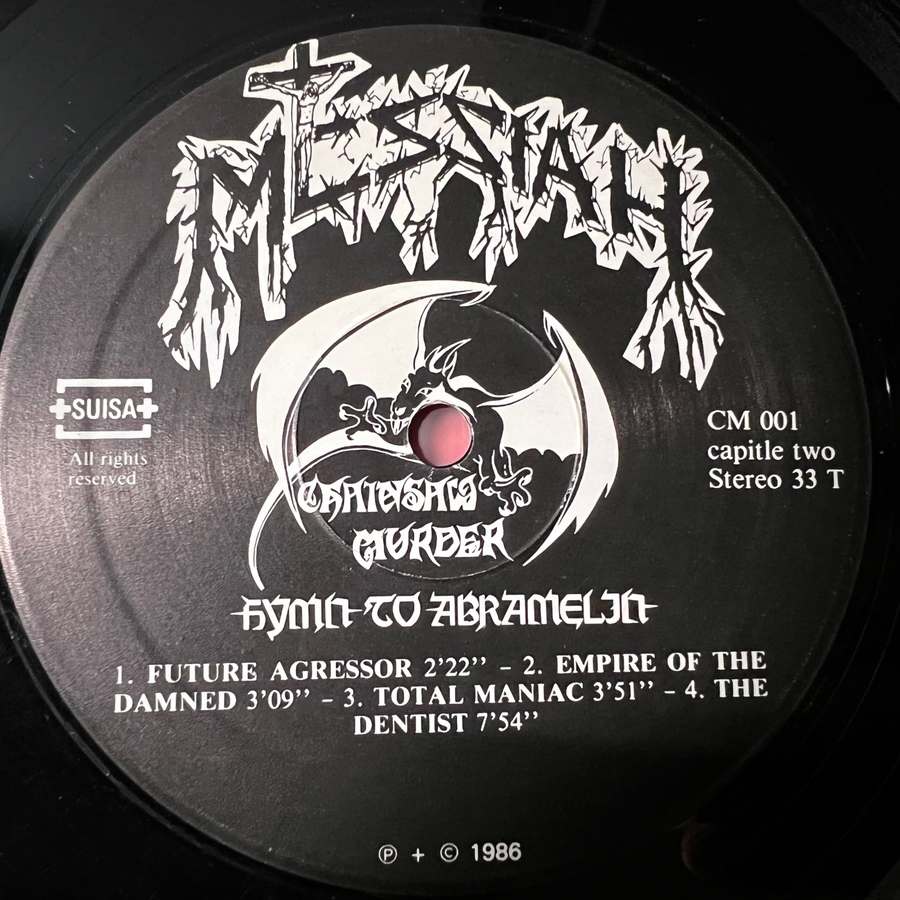 MESSIAH
SUISA
All rights
reserved
CM 001
capitle two
Stereo 33 T
CHAINSAW
MURDER
HYMN TO ABRAMELIN
1. FUTURE AGRESSOR 2'22" – 2. EMPIRE OF THE
DAMNED 3'09" – 3. TOTAL MANIAC 3'51" – 4. THE
DENTIST 7'54"
℗ + © 1986